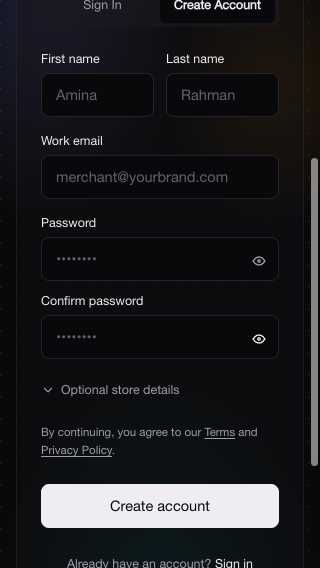 Sign In
Create Account
First name
Last name
Amina
Rahman
Work email
merchant@yourbrand.com
Password
••••••••
Confirm password
••••••••
Optional store details
By continuing, you agree to our Terms and
Privacy Policy.
Create account
Already have an account? Sign in